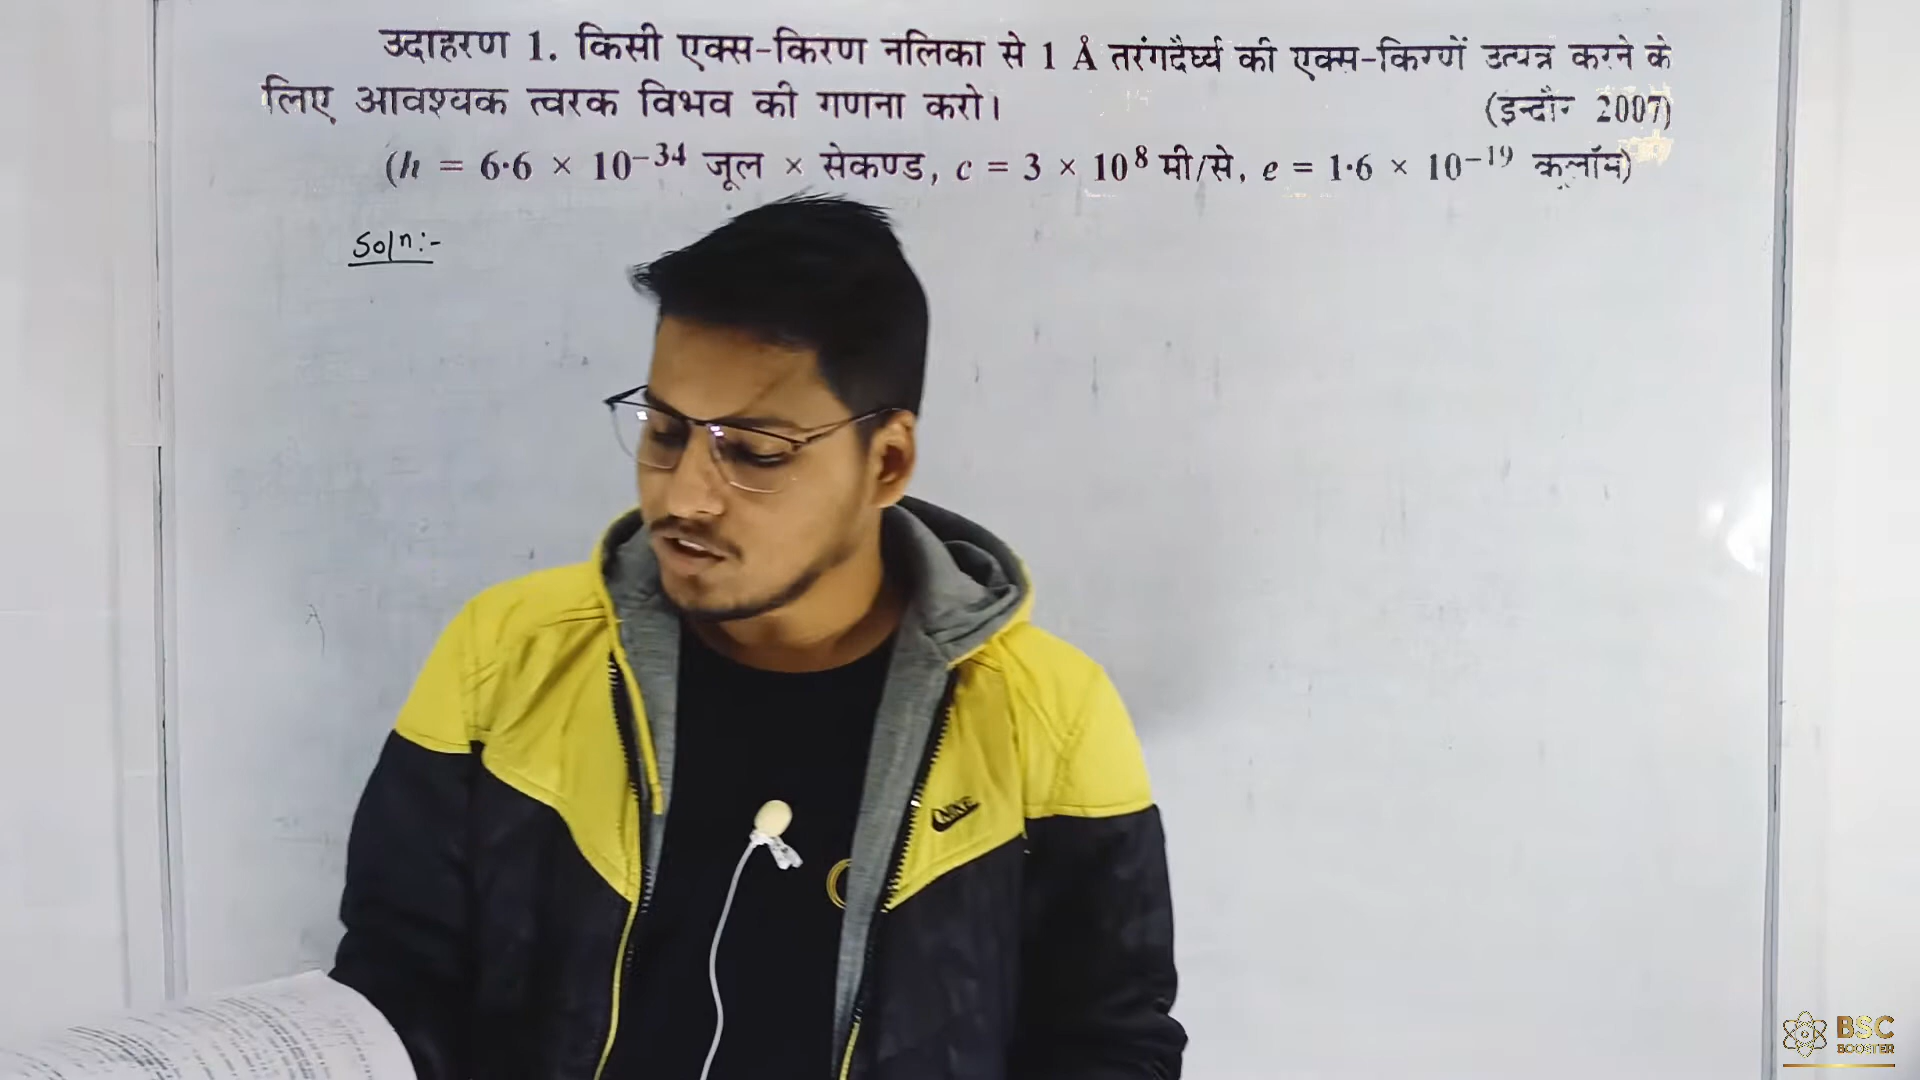 उदाहरण 1. किसी एक्स-किरण नलिका से 1 Å तरंगदैर्घ्य की एक्स-किरणें उत्पन्न करने के
लिए आवश्यक त्वरक विभव की गणना करो।
(इन्दौर 2007)
(h = 6·6 × 10⁻³⁴ जूल × सेकण्ड, c = 3 × 10⁸ मी/से, e = 1·6 × 10⁻¹⁹ कूलॉम)
Soln:-
A
NIKE
BSC
BOOSTER